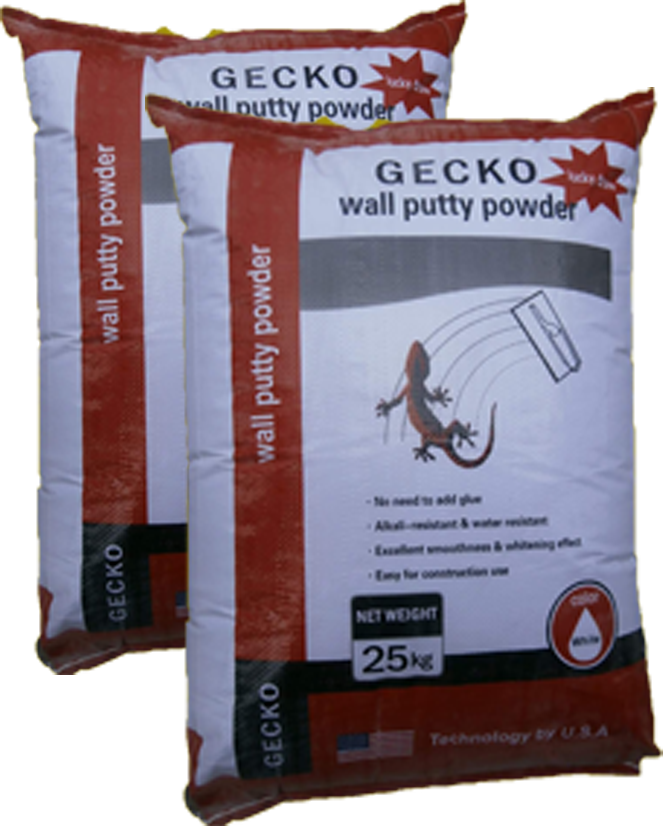 GECKO
wall putty powder
wall putty powder
GECKO
GECKO
wall putty powder
wall putty powder
· No need to add glue
· Alkali-resistant & water resistant
· Excellent smoothness & whitening effect
· Easy for construction use
NET WEIGHT
25kg
color
White
GECKO
Technology by U.S.A